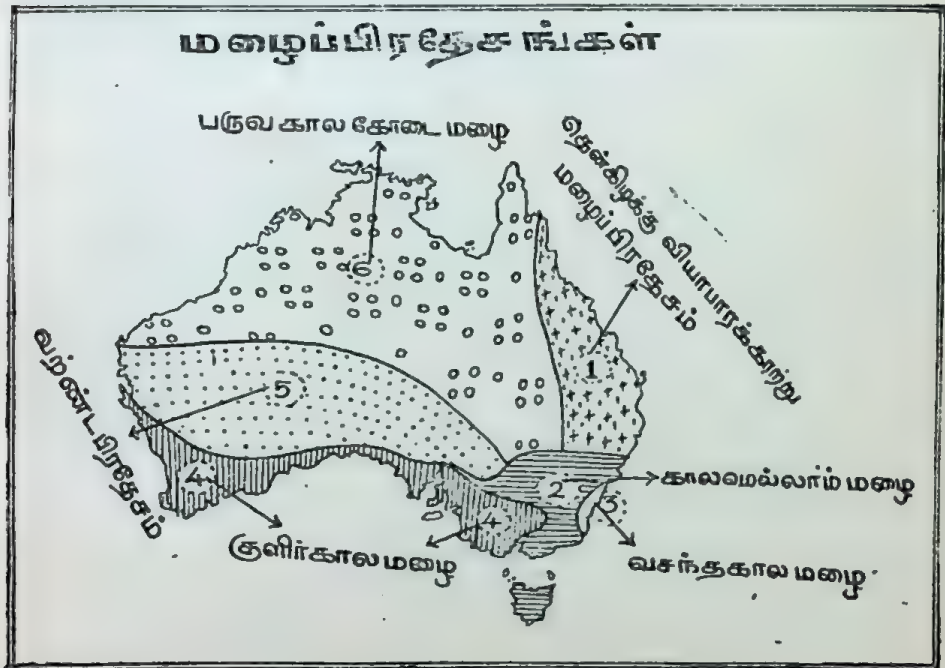 மழைப்பிரதேசங்கள்
பருவ கால கோடை மழை
தென்கிழக்கு வியாபாரக்காற்று
மழைப்பிரதேசம்
6
1
வறண்ட பிரதேசம்
5
4
2
காலமெல்லாம் மழை
3
4
குளிர்கால மழை
வசந்தகால மழை